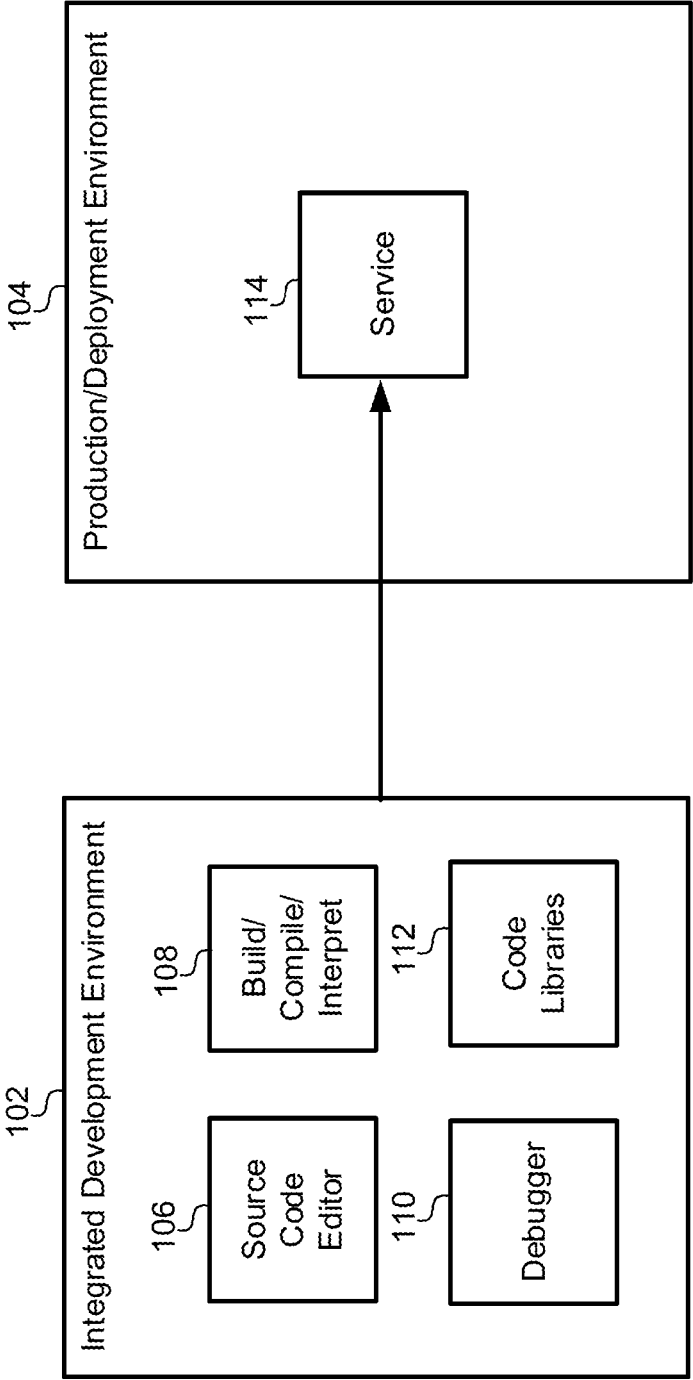 102
Integrated Development Environment
106
Source
Code
Editor
108
Build/
Compile/
Interpret
110
Debugger
112
Code
Libraries
104
Production/Deployment Environment
114
Service